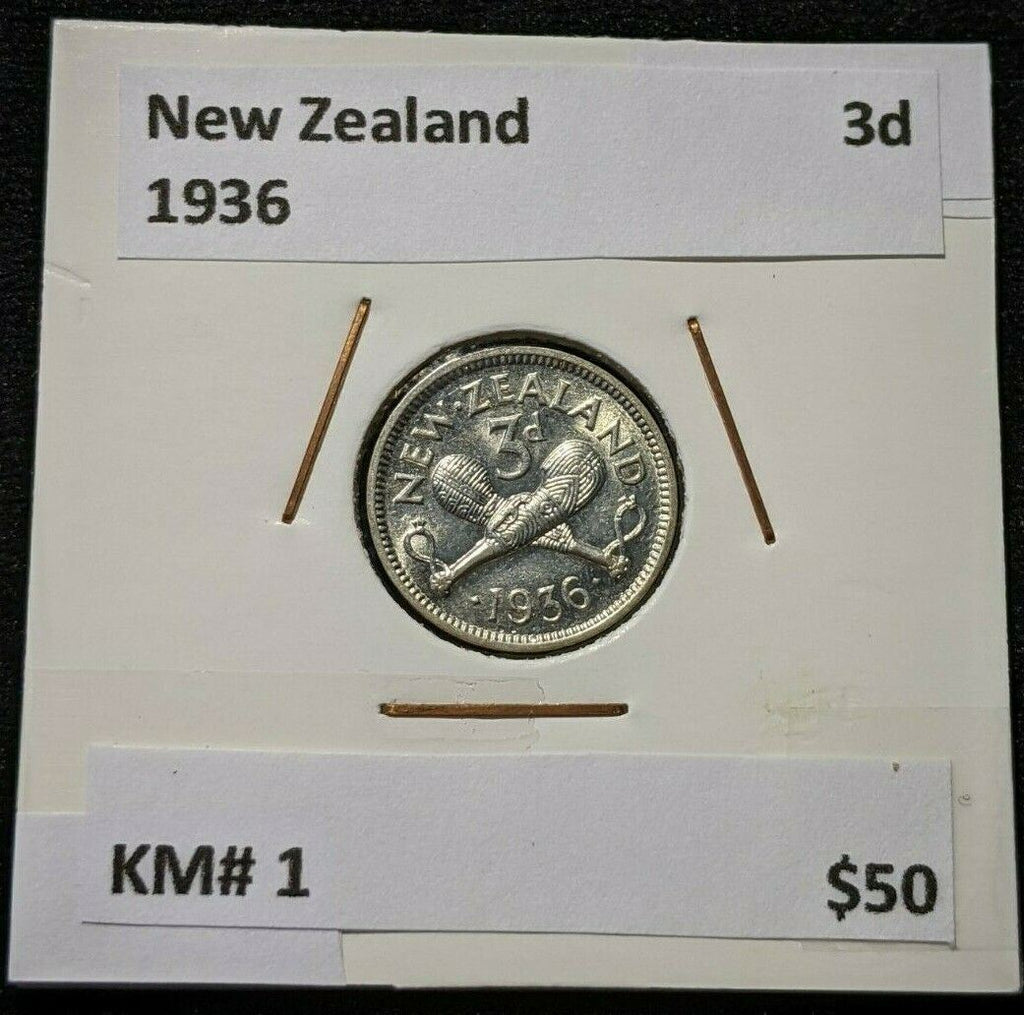 New Zealand 3d
1936
NEW·ZEALAND
3d
·1936·
KM# 1 $50